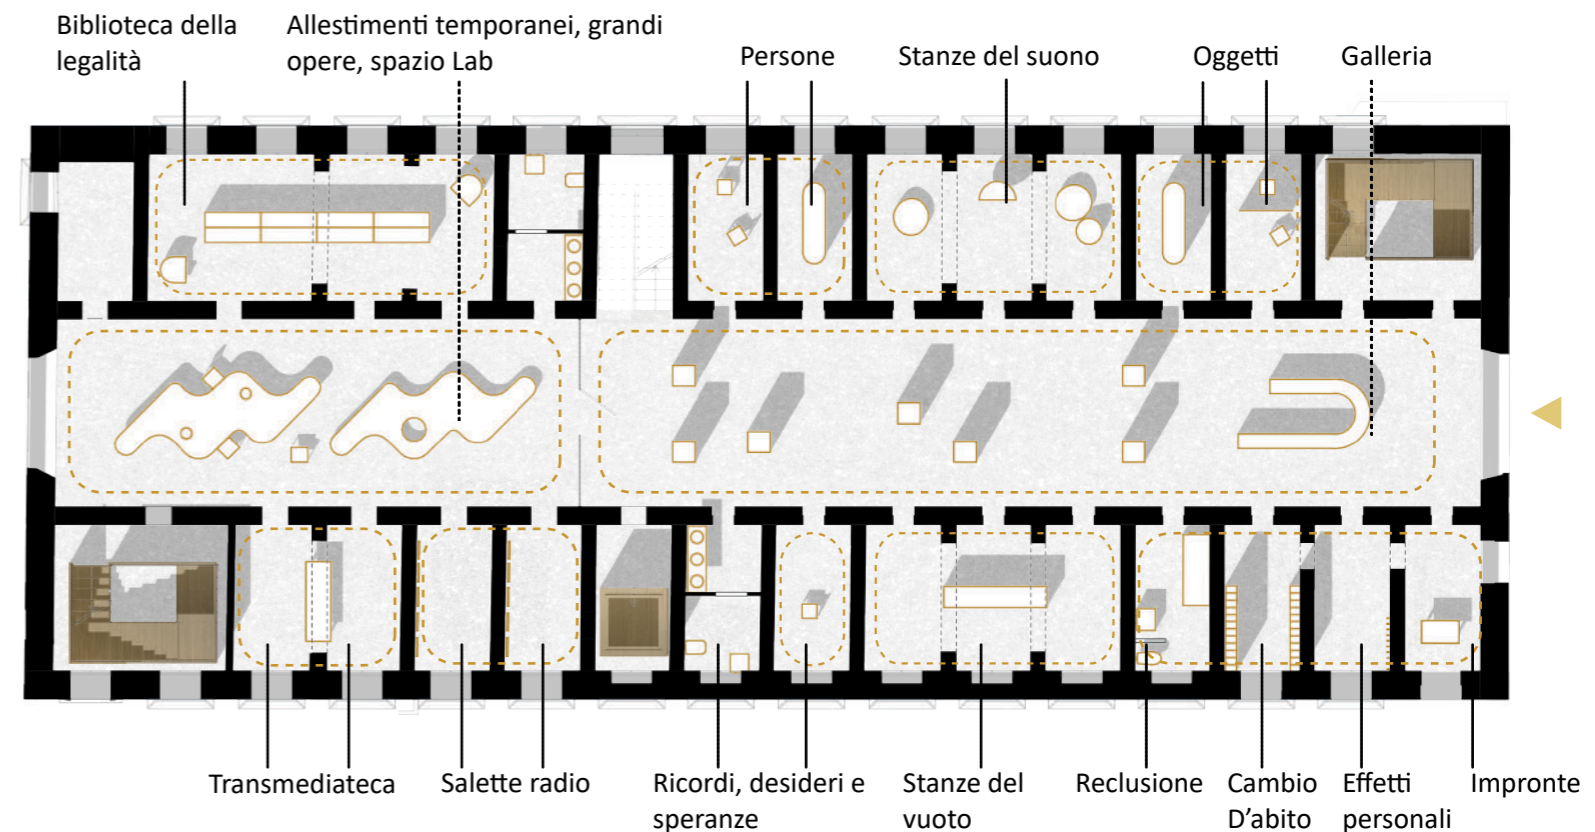 Biblioteca della
legalità
Allestimenti temporanei, grandi
opere, spazio Lab
Persone
Stanze del suono
Oggetti
Galleria
Transmediateca
Salette radio
Ricordi, desideri e
speranze
Stanze del
vuoto
Reclusione
Cambio
D'abito
Effetti
personali
Impronte